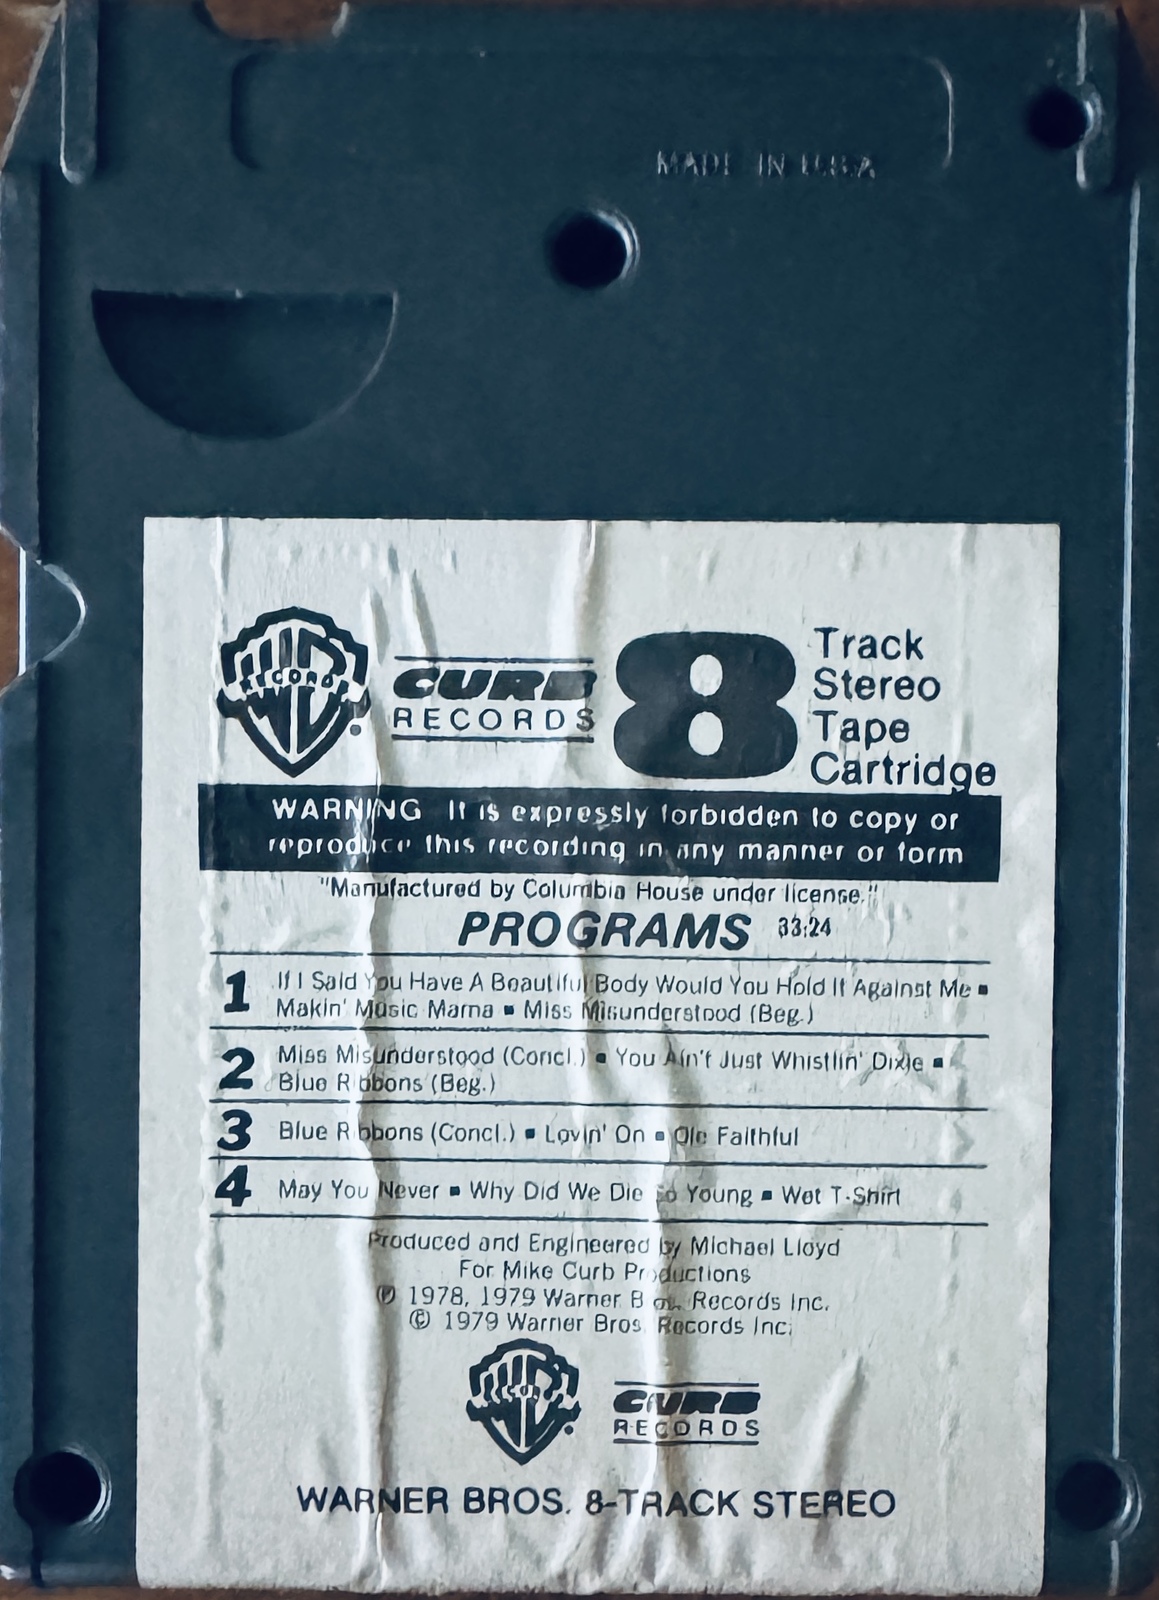 MADE IN U.S.A
RECORDS
CURB
RECORDS
8
Track
Stereo
Tape
Cartridge
WARNING It is expressly forbidden to copy or
reproduce this recording in any manner or form
"Manufactured by Columbia House under license."
PROGRAMS 33:24
1 If I Said You Have A Beautiful Body Would You Hold It Against Me ▪
Makin' Music Mama ▪ Miss Misunderstood (Beg.)
2 Miss Misunderstood (Concl.) ▪ You Ain't Just Whistlin' Dixie ▪
Blue Ribbons (Beg.)
3 Blue Ribbons (Concl.) ▪ Lovin' On ▪ Ole Faithful
4 May You Never ▪ Why Did We Die So Young ▪ Wet T-Shirt
Produced and Engineered by Michael Lloyd
For Mike Curb Productions
℗ 1978, 1979 Warner Bros. Records Inc.
© 1979 Warner Bros. Records Inc.
RECORDS
CURB
RECORDS
WARNER BROS. 8-TRACK STEREO